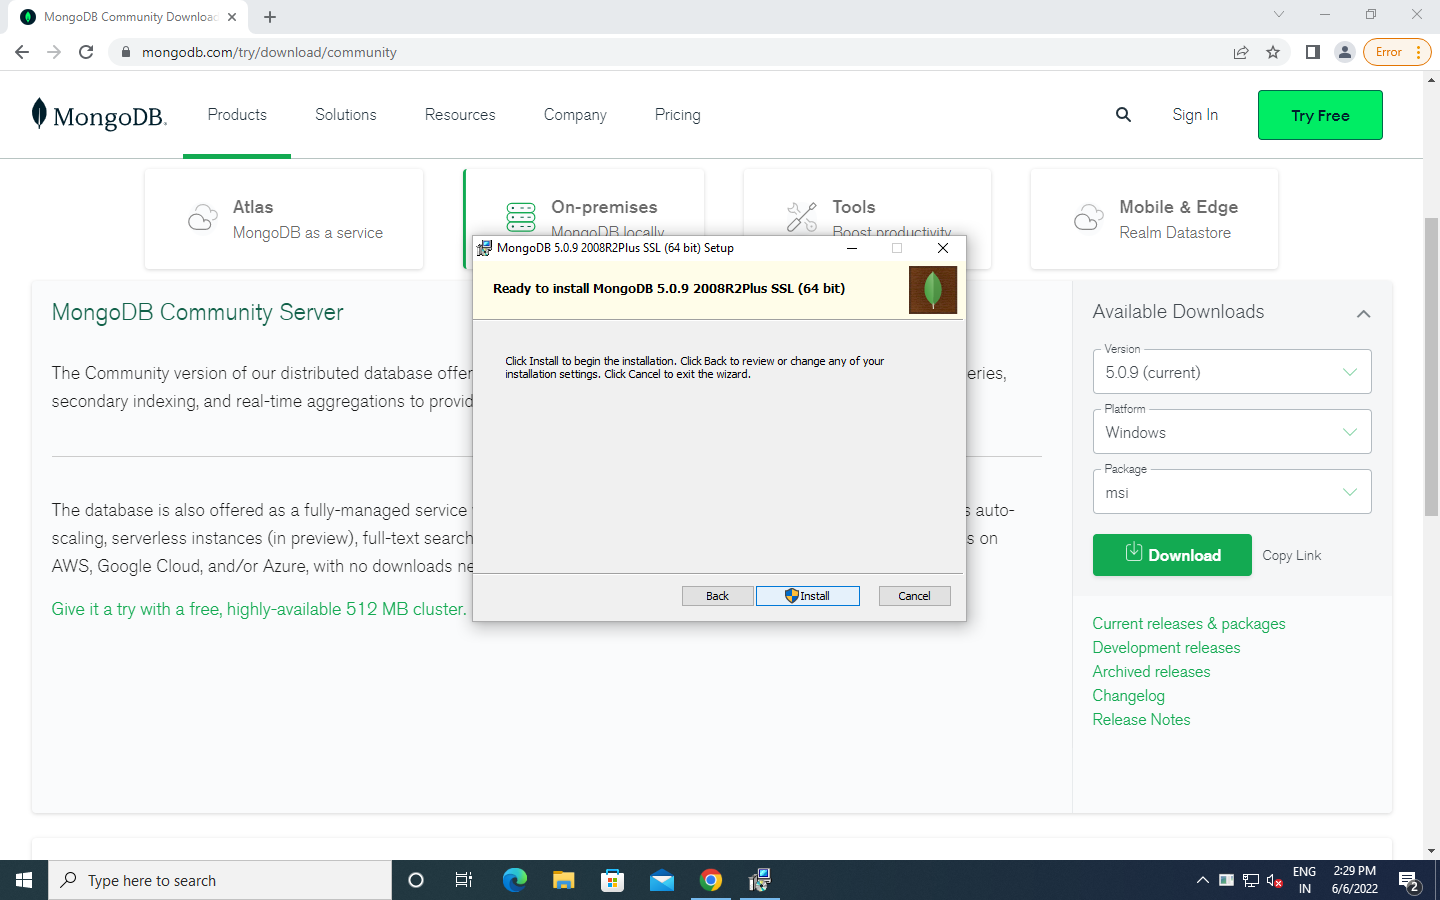 MongoDB Community Download
mongodb.com/try/download/community
Error
MongoDB.
Products
Solutions
Resources
Company
Pricing
Sign In
Try Free
Atlas
MongoDB as a service
On-premises
MongoDB locally
Tools
Boost productivity
Mobile & Edge
Realm Datastore
MongoDB 5.0.9 2008R2Plus SSL (64 bit) Setup
Ready to install MongoDB 5.0.9 2008R2Plus SSL (64 bit)
Click Install to begin the installation. Click Back to review or change any of your
installation settings. Click Cancel to exit the wizard.
Back
Install
Cancel
MongoDB Community Server
The Community version of our distributed database offer
eries,
secondary indexing, and real-time aggregations to provid
The database is also offered as a fully-managed service
s auto-
scaling, serverless instances (in preview), full-text search
s on
AWS, Google Cloud, and/or Azure, with no downloads ne
Give it a try with a free, highly-available 512 MB cluster.
Available Downloads
Version
5.0.9 (current)
Platform
Windows
Package
msi
Download
Copy Link
Current releases & packages
Development releases
Archived releases
Changelog
Release Notes
Type here to search
ENG
IN
2:29 PM
6/6/2022
2